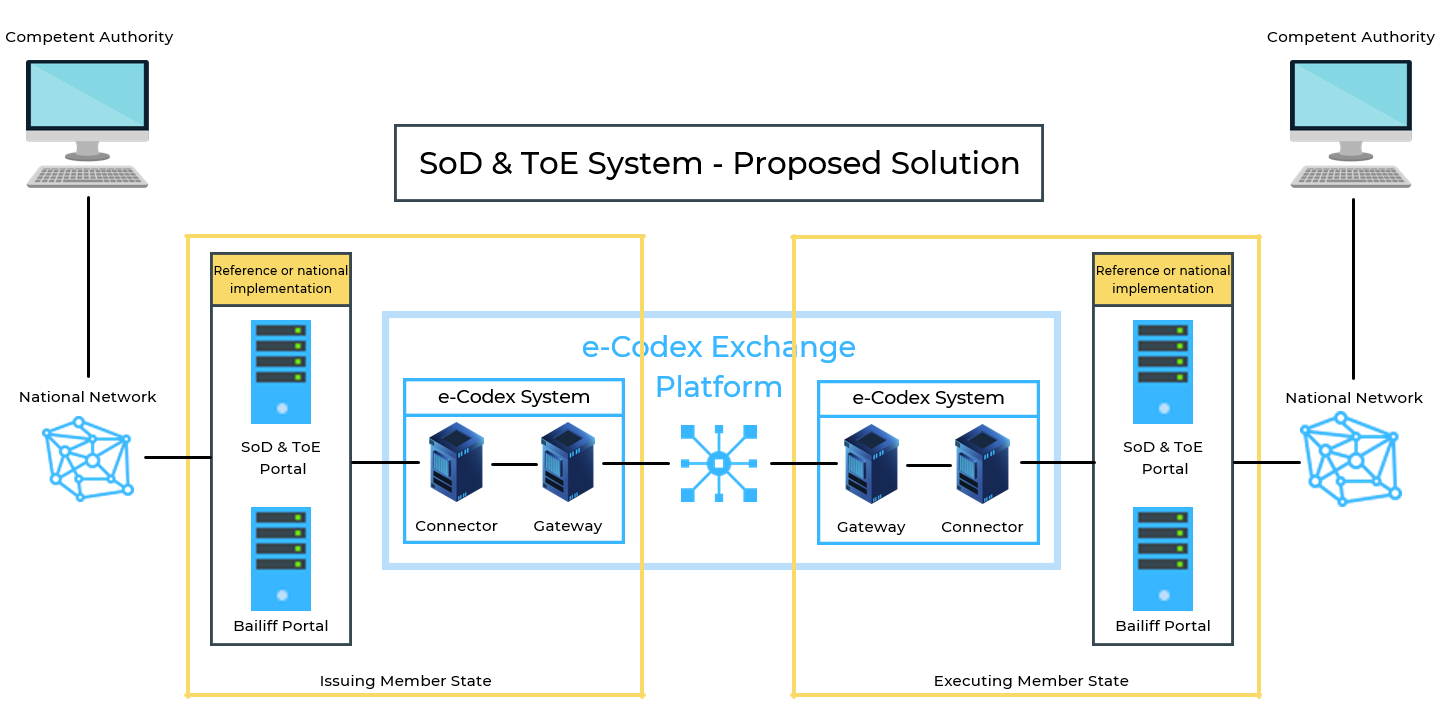 Competent Authority
Competent Authority
SoD & ToE System - Proposed Solution
Reference or national
implementation
Reference or national
implementation
e-Codex Exchange
Platform
e-Codex System
e-Codex System
National Network
National Network
SoD & ToE
Portal
SoD & ToE
Portal
Connector
Gateway
Gateway
Connector
Bailiff Portal
Bailiff Portal
Issuing Member State
Executing Member State